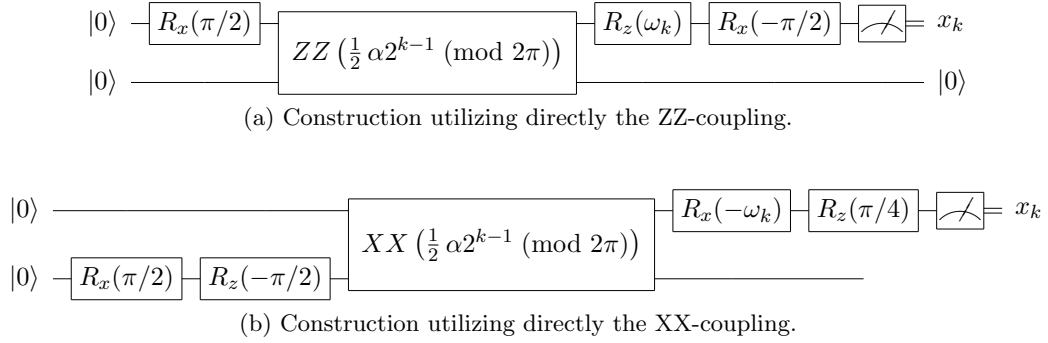 |0⟩ R_x(π/2) ZZ (½ α2^{k−1} (mod 2π)) R_z(ω_k) R_x(−π/2) x_k
|0⟩ |0⟩
(a) Construction utilizing directly the ZZ-coupling.
|0⟩ XX (½ α2^{k−1} (mod 2π)) R_x(−ω_k) R_z(π/4) x_k
|0⟩ R_x(π/2) R_z(−π/2)
(b) Construction utilizing directly the XX-coupling.